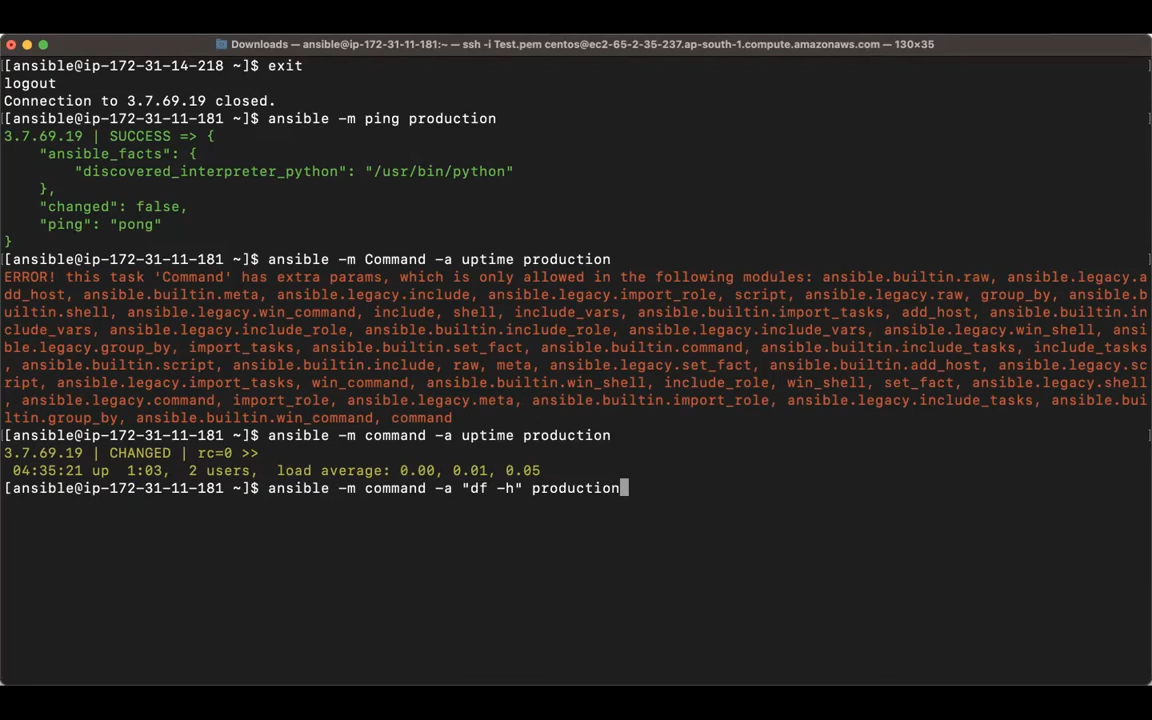 Downloads — ansible@ip-172-31-11-181:~ — ssh -i Test.pem centos@ec2-65-2-35-237.ap-south-1.compute.amazonaws.com — 130×35
[ansible@ip-172-31-14-218 ~]$ exit
logout
Connection to 3.7.69.19 closed.
[ansible@ip-172-31-11-181 ~]$ ansible -m ping production
3.7.69.19 | SUCCESS => {
    "ansible_facts": {
        "discovered_interpreter_python": "/usr/bin/python"
    },
    "changed": false,
    "ping": "pong"
}
[ansible@ip-172-31-11-181 ~]$ ansible -m Command -a uptime production
ERROR! this task 'Command' has extra params, which is only allowed in the following modules: ansible.builtin.raw, ansible.legacy.a
dd_host, ansible.builtin.meta, ansible.legacy.include, ansible.legacy.import_role, script, ansible.legacy.raw, group_by, ansible.b
uiltin.shell, ansible.legacy.win_command, include, shell, include_vars, ansible.builtin.import_tasks, add_host, ansible.builtin.in
clude_vars, ansible.legacy.include_role, ansible.builtin.include_role, ansible.legacy.include_vars, ansible.legacy.win_shell, ansi
ble.legacy.group_by, import_tasks, ansible.builtin.set_fact, ansible.builtin.command, ansible.builtin.include_tasks, include_tasks
, ansible.builtin.script, ansible.builtin.include, raw, meta, ansible.legacy.set_fact, ansible.builtin.add_host, ansible.legacy.sc
ript, ansible.legacy.import_tasks, win_command, ansible.builtin.win_shell, include_role, win_shell, set_fact, ansible.legacy.shell
, ansible.legacy.command, import_role, ansible.legacy.meta, ansible.builtin.import_role, ansible.legacy.include_tasks, ansible.bui
ltin.group_by, ansible.builtin.win_command, command
[ansible@ip-172-31-11-181 ~]$ ansible -m command -a uptime production
3.7.69.19 | CHANGED | rc=0 >>
 04:35:21 up  1:03,  2 users,  load average: 0.00, 0.01, 0.05
[ansible@ip-172-31-11-181 ~]$ ansible -m command -a "df -h" production